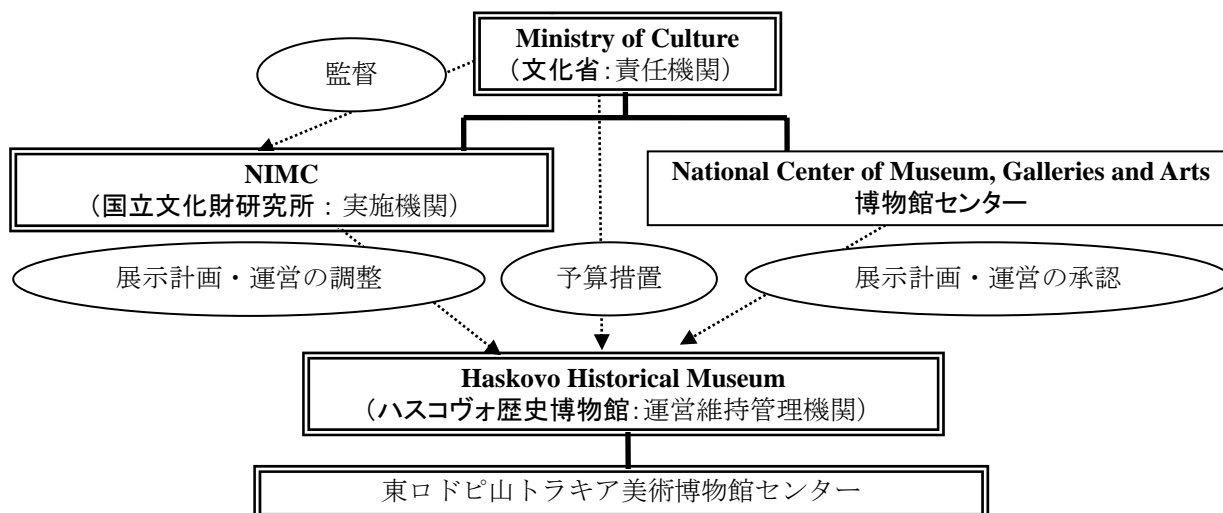 Ministry of Culture
(文化省:責任機関)
監督
NIMC
(国立文化財研究所:実施機関)
National Center of Museum, Galleries and Arts
博物館センター
展示計画・運営の調整
予算措置
展示計画・運営の承認
Haskovo Historical Museum
(ハスコヴォ歴史博物館:運営維持管理機関)
東ロドピ山トラキア美術博物館センター